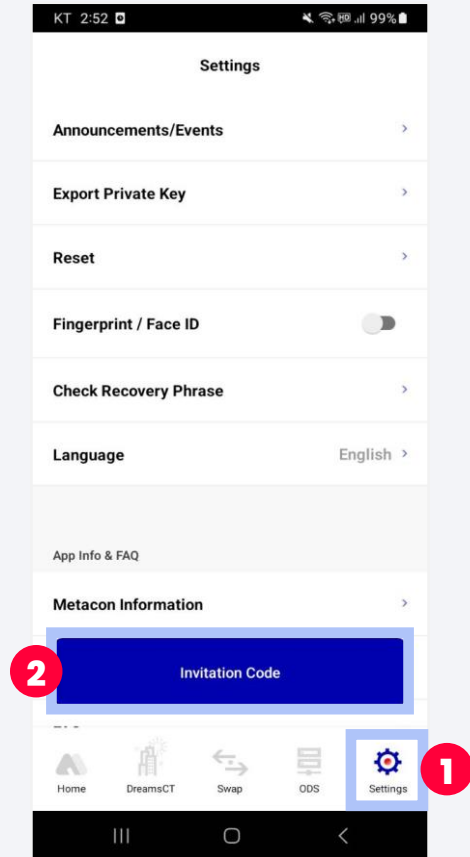 KT 2:52 HD 99%
Settings
Announcements/Events
Export Private Key
Reset
Fingerprint / Face ID
Check Recovery Phrase
Language English
App Info & FAQ
Metacon Information
2
Invitation Code
Home DreamsCT Swap ODS Settings
1